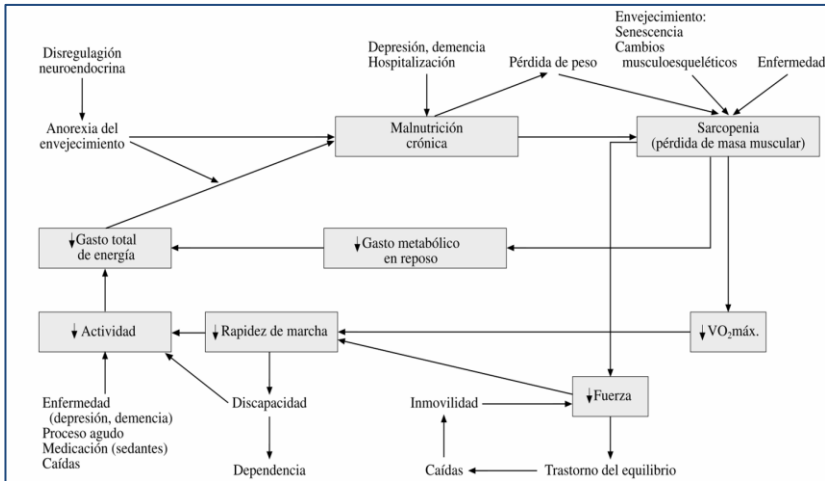 Disregulación
neuroendocrina
Anorexia del
envejecimiento
Depresión, demencia
Hospitalización
Pérdida de peso
Envejecimiento:
Senescencia
Cambios
musculoesqueléticos
Enfermedad
Malnutrición
crónica
Sarcopenia
(pérdida de masa muscular)
↓Gasto total
de energía
↓Gasto metabólico
en reposo
↓ Actividad
↓ Rapidez de marcha
↓VO₂máx.
↓Fuerza
Enfermedad
(depresión, demencia)
Proceso agudo
Medicación (sedantes)
Caídas
Discapacidad
Dependencia
Inmovilidad
Caídas
Trastorno del equilibrio